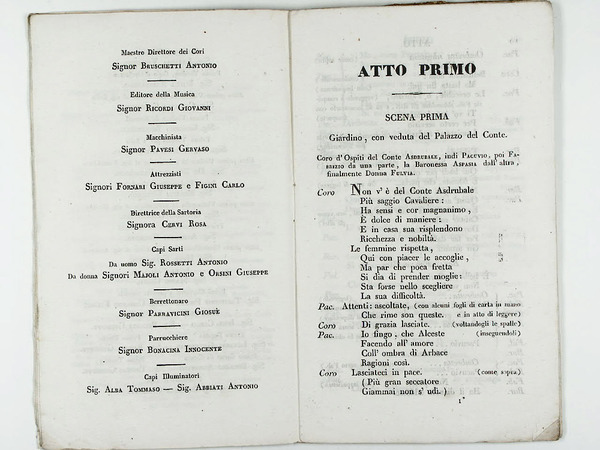 Maestro Direttore dei Cori
Signor Bruschetti Antonio
Editore della Musica
Signor Ricordi Giovanni
Macchinista
Signor Pavesi Gervaso
Attrezzisti
Signori Fornari Giuseppe e Figini Carlo
Direttrice della Sartoria
Signora Cervi Rosa
Capi Sarti
Da uomo Sig. Rossetti Antonio
Da donna Signori Majoli Antonio e Orsini Giuseppe
Berrettonaro
Signor Parravicini Giosuè
Parrucchiere
Signor Bonacina Innocente
Capi Illuminatori
Sig. Alba Tommaso — Sig. Abbiati Antonio
ATTO PRIMO
SCENA PRIMA
Giardino, con veduta del Palazzo del Conte.
Coro d'Ospiti del Conte Asdrubale, indi Pacuvio, poi Fa-
brizio da una parte, la Baronessa Aspasia dall'altra,
finalmente Donna Fulvia.
Coro Non v'è del Conte Asdrubale
Più saggio Cavaliere:
Ha sensi e cor magnanimo,
È dolce di maniere:
E in casa sua risplendono
Ricchezza e nobiltà.
Le femmine rispetta,
Qui con piacer le accoglie,
Ma par che poca fretta
Si dia di prender moglie:
Sta forse nello scegliere
La sua difficoltà.
Pac. Attenti: ascoltate, (con alcuni fogli di carta in mano
Che rime son queste. e in atto di leggere)
Coro Di grazia lasciate. (voltandogli le spalle)
Pac. Io fingo, che Alceste (inseguendoli)
Facendo all'amore
Coll'ombra di Arbace
Ragioni così.
Coro Lasciateci in pace. (come sopra)
(Più gran seccatore
Giammai non s'udì.)
1*